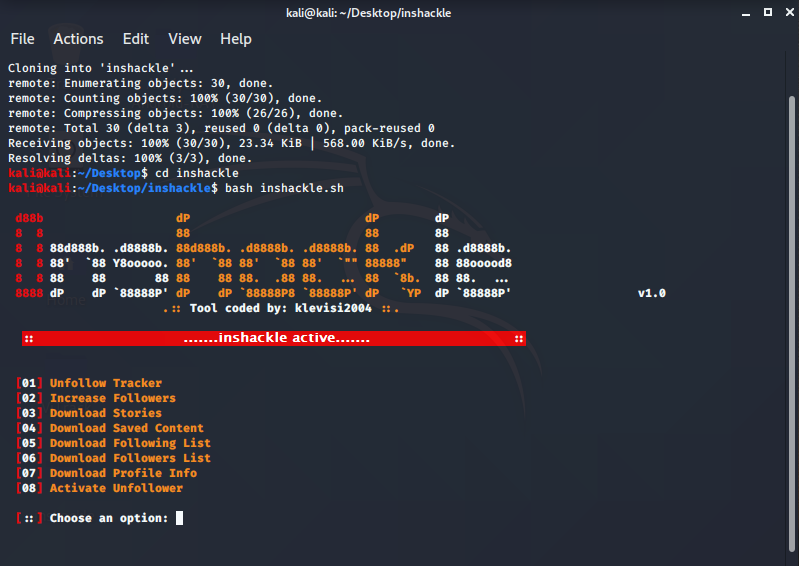 kali@kali: ~/Desktop/inshackle
File Actions Edit View Help
Cloning into 'inshackle'...
remote: Enumerating objects: 30, done.
remote: Counting objects: 100% (30/30), done.
remote: Compressing objects: 100% (26/26), done.
remote: Total 30 (delta 3), reused 0 (delta 0), pack-reused 0
Receiving objects: 100% (30/30), 23.34 KiB | 568.00 KiB/s, done.
Resolving deltas: 100% (3/3), done.
kali@kali:~/Desktop$ cd inshackle
kali@kali:~/Desktop/inshackle$ bash inshackle.sh
d88b dP dP dP
8 8 88 88 88
8 8 88d888b. .d8888b. 88d888b. .d8888b. .d8888b. 88 .dP 88 .d8888b.
8 8 88' `88 Y8ooooo. 88' `88 88' `88 88' `"" 88888" 88 88ooood8
8 8 88 88 88 88 88 88. .88 88. ... 88 `8b. 88 88. ...
8888 dP dP `88888P' dP dP `88888P8 `88888P' dP `YP dP `88888P' v1.0
.:: Tool coded by: klevisi2004 ::.
:: .......inshackle active....... ::
[01] Unfollow Tracker
[02] Increase Followers
[03] Download Stories
[04] Download Saved Content
[05] Download Following List
[06] Download Followers List
[07] Download Profile Info
[08] Activate Unfollower
[::] Choose an option: